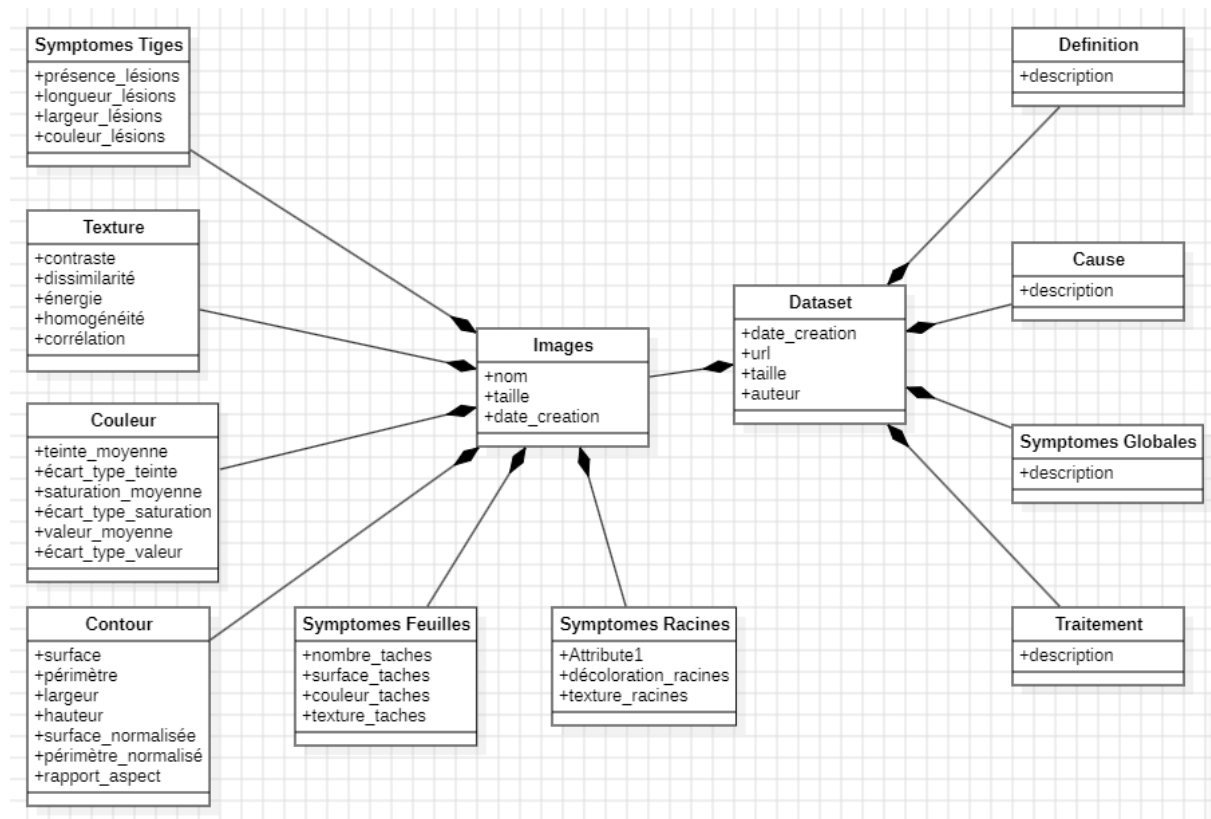 Symptomes Tiges
+présence_lésions
+longueur_lésions
+largeur_lésions
+couleur_lésions
Texture
+contraste
+dissimilarité
+énergie
+homogénéité
+corrélation
Couleur
+teinte_moyenne
+écart_type_teinte
+saturation_moyenne
+écart_type_saturation
+valeur_moyenne
+écart_type_valeur
Contour
+surface
+périmètre
+largeur
+hauteur
+surface_normalisée
+périmètre_normalisé
+rapport_aspect
Symptomes Feuilles
+nombre_taches
+surface_taches
+couleur_taches
+texture_taches
Symptomes Racines
+Attribute1
+décoloration_racines
+texture_racines
Images
+nom
+taille
+date_creation
Dataset
+date_creation
+url
+taille
+auteur
Definition
+description
Cause
+description
Symptomes Globales
+description
Traitement
+description